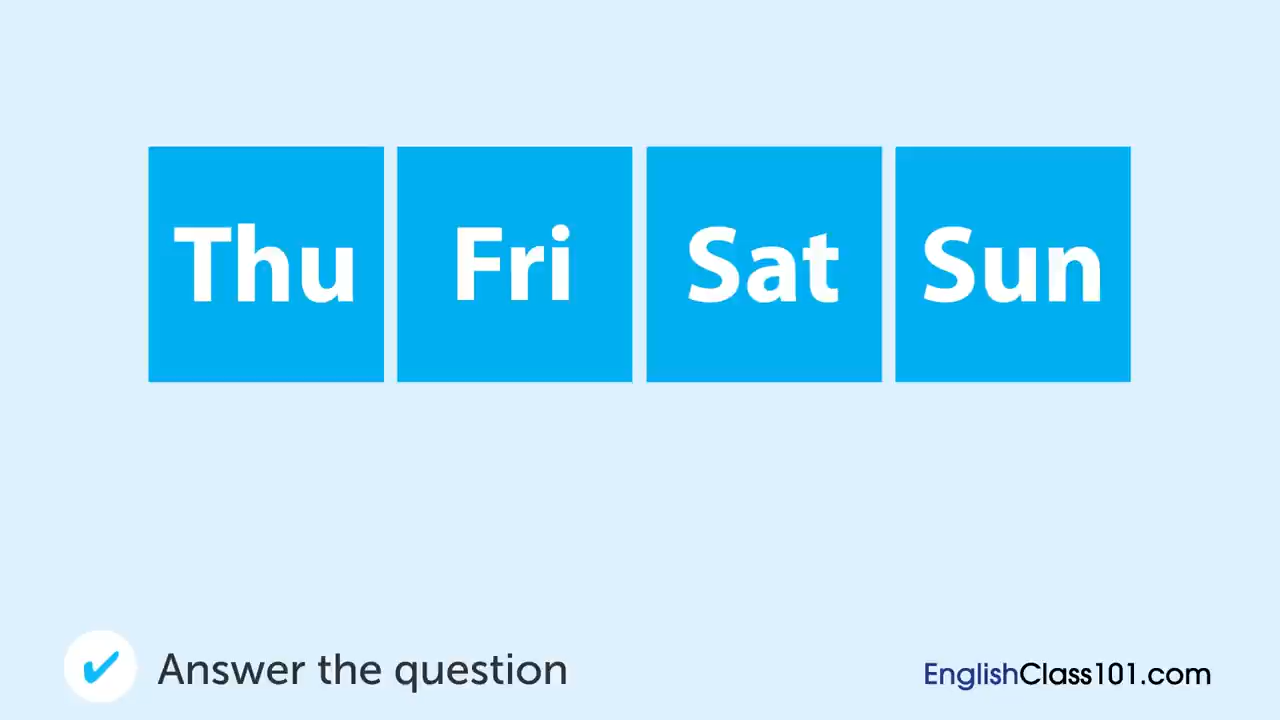 Thu Fri Sat Sun
Answer the question
EnglishClass101.com